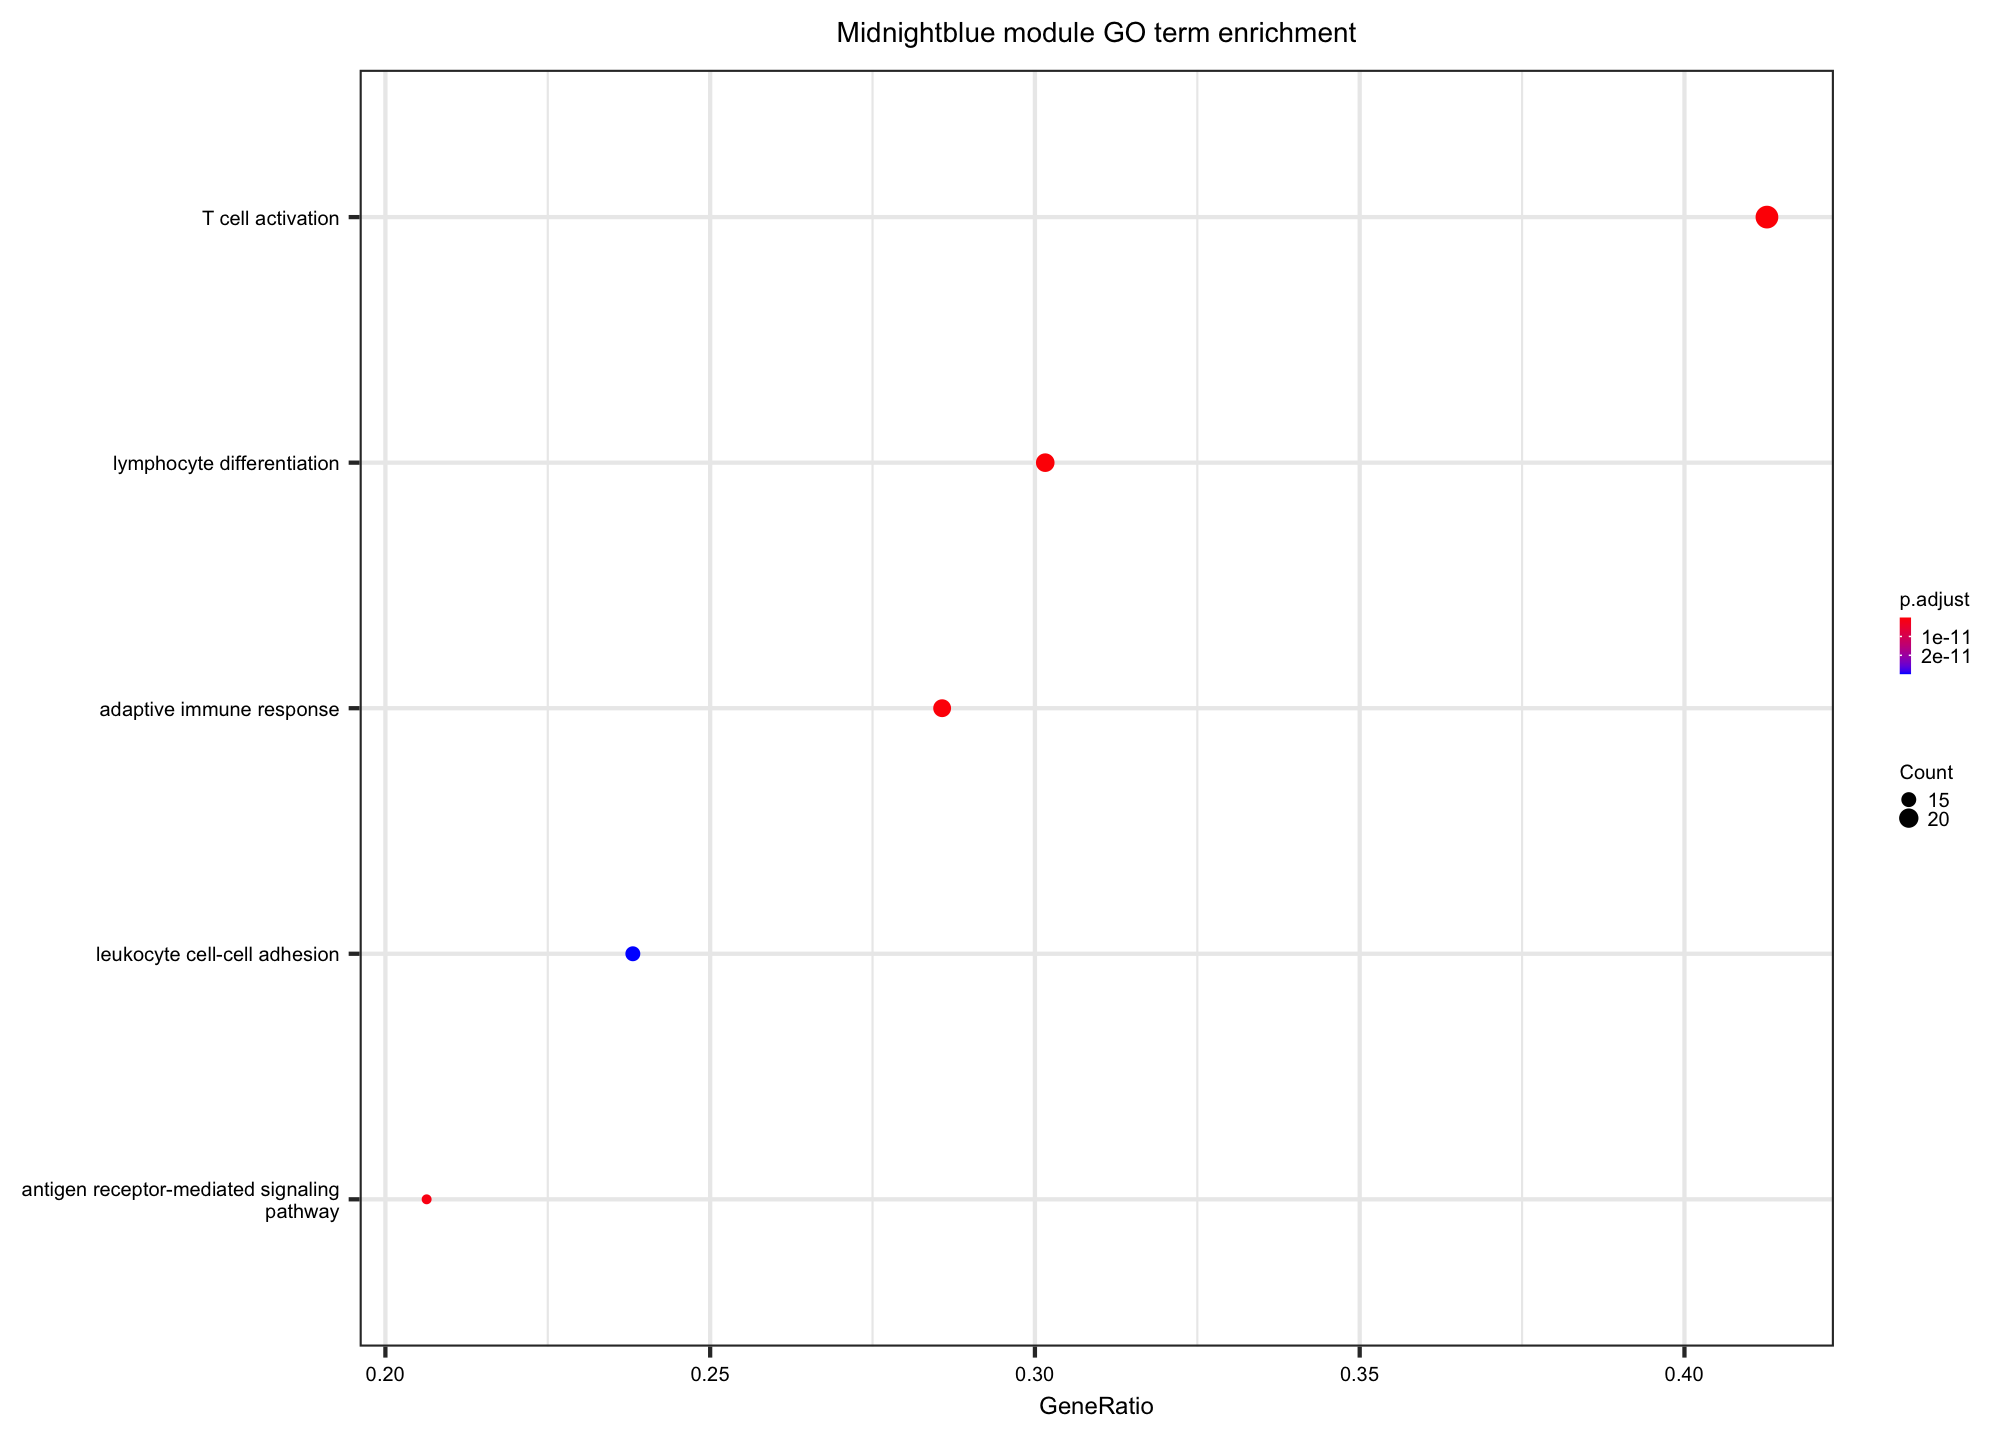 Midnightblue module GO term enrichment
T cell activation
lymphocyte differentiation
adaptive immune response
leukocyte cell-cell adhesion
antigen receptor-mediated signaling
pathway
0.20
0.25
0.30
0.35
0.40
GeneRatio
p.adjust
1e-11
2e-11
Count
15
20